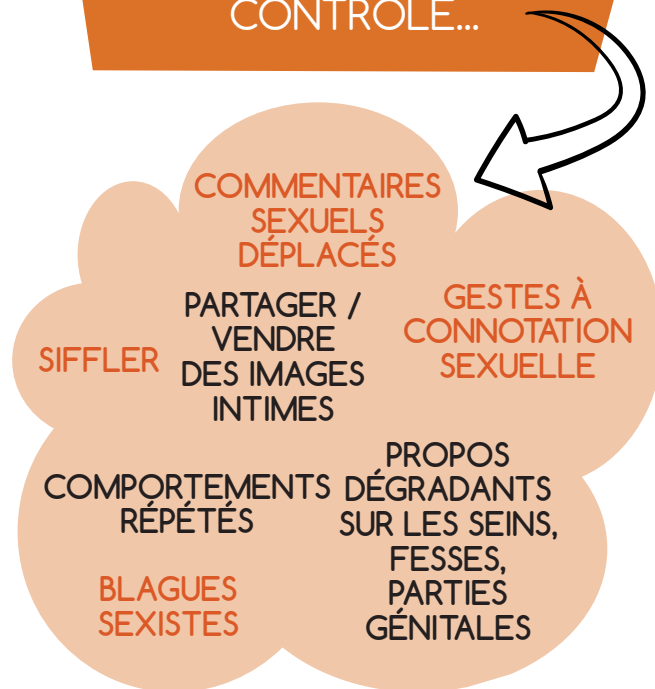 CONTRÔLE...
COMMENTAIRES
SEXUELS
DÉPLACÉS
PARTAGER /
VENDRE
DES IMAGES
INTIMES
GESTES À
CONNOTATION
SEXUELLE
SIFFLER
COMPORTEMENTS
RÉPÉTÉS
PROPOS
DÉGRADANTS
SUR LES SEINS,
FESSES,
PARTIES
GÉNITALES
BLAGUES
SEXISTES